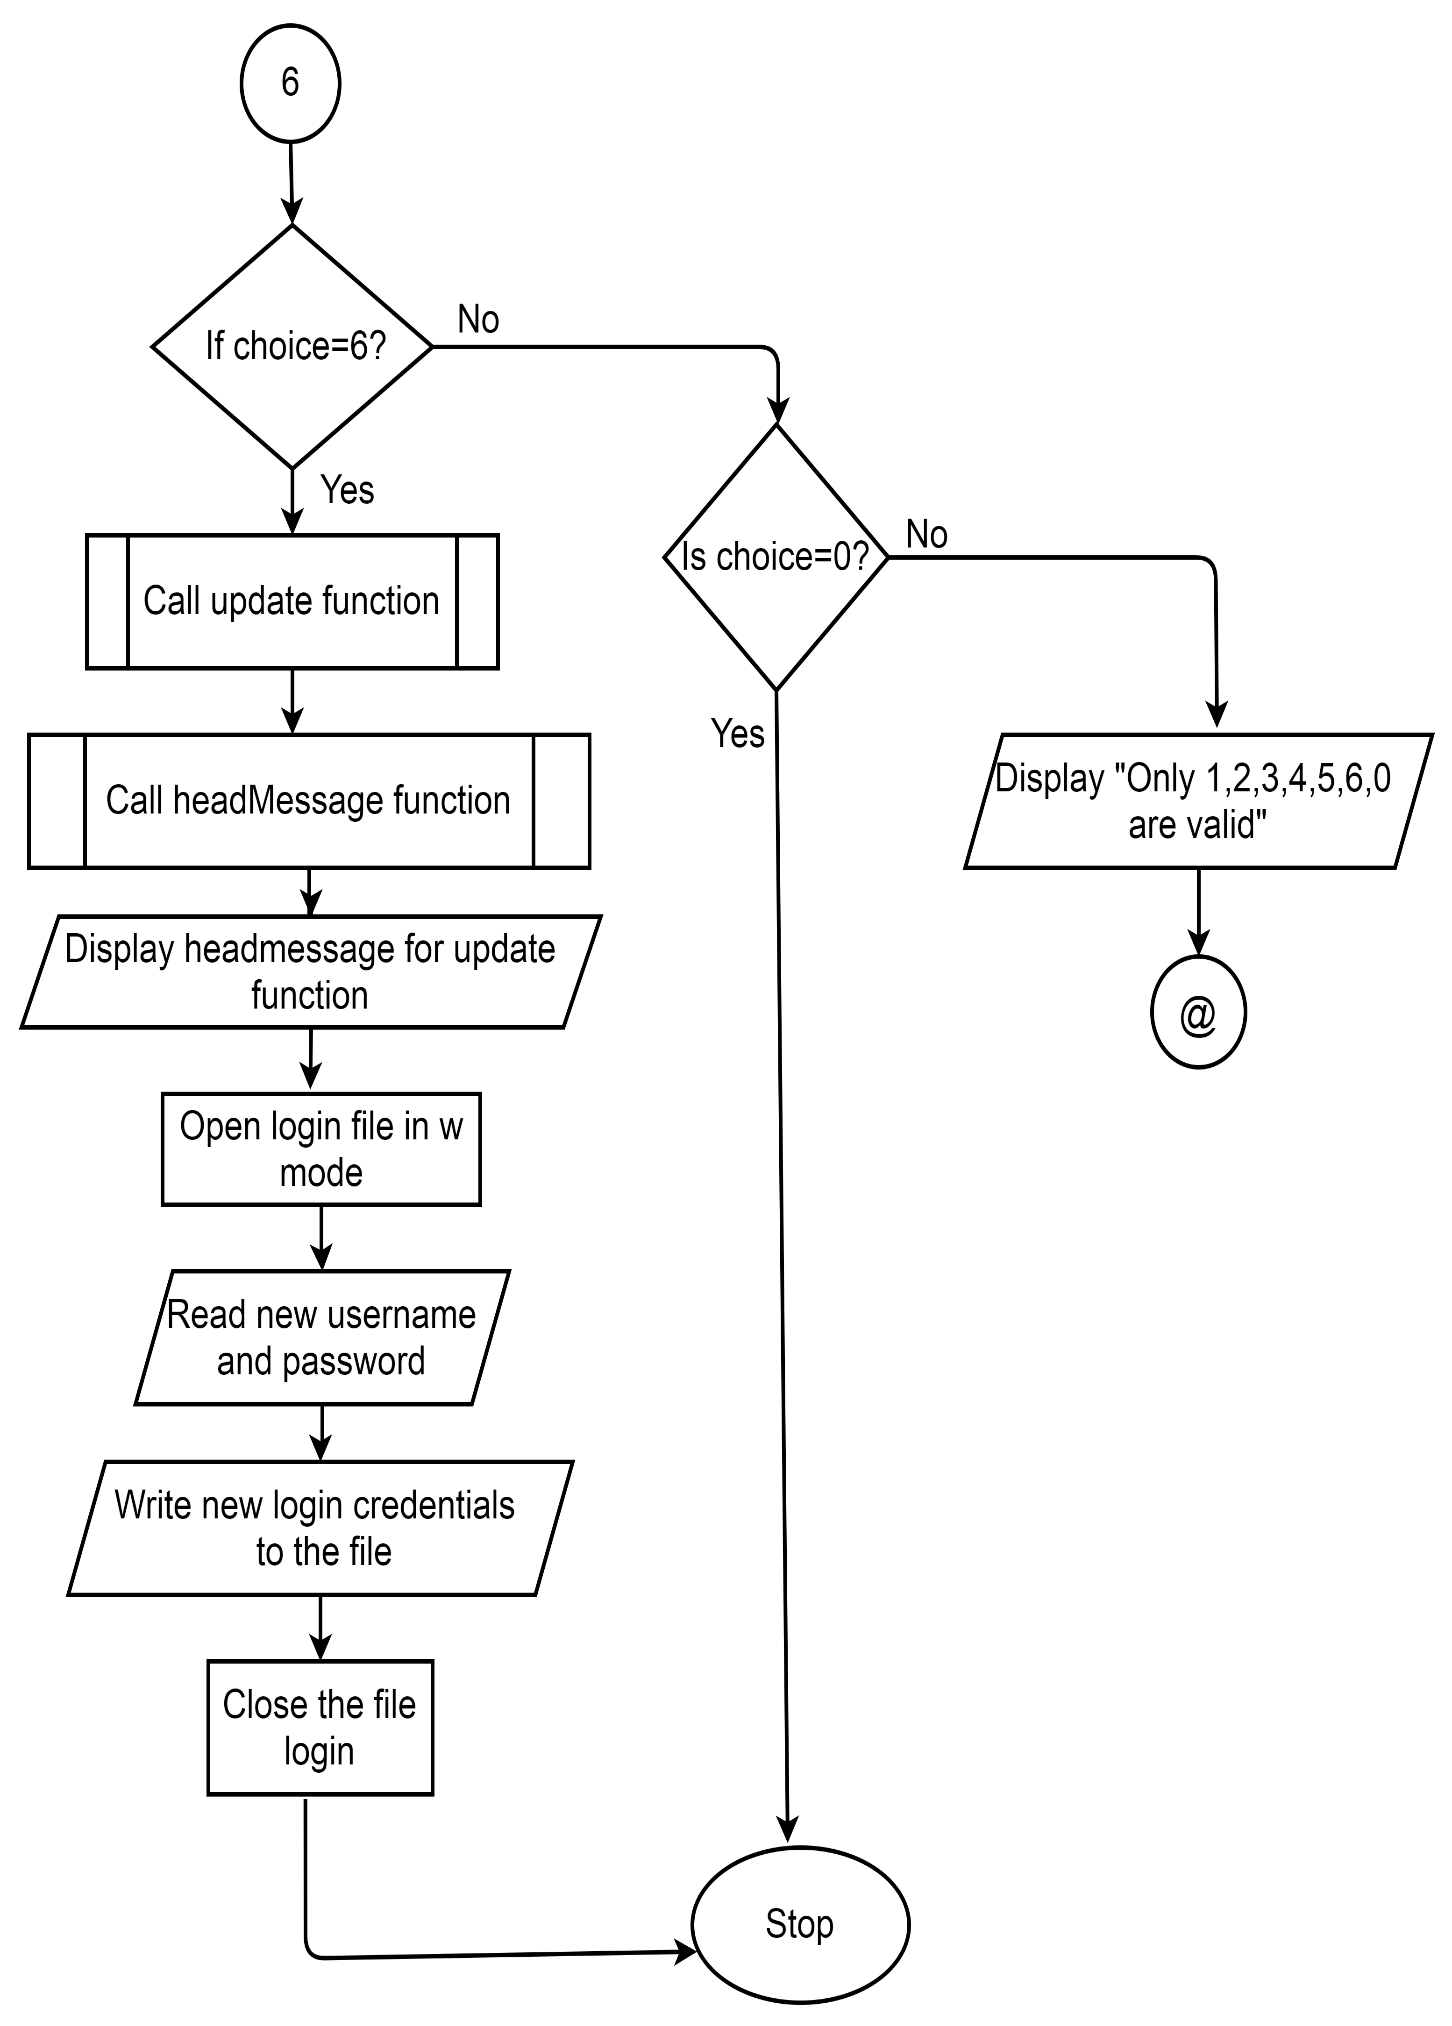 6
If choice=6?
No
Yes
Is choice=0?
No
Yes
Call update function
Call headMessage function
Display "Only 1,2,3,4,5,6,0
are valid"
Display headmessage for update
function
@
Open login file in w
mode
Read new username
and password
Write new login credentials
to the file
Close the file
login
Stop